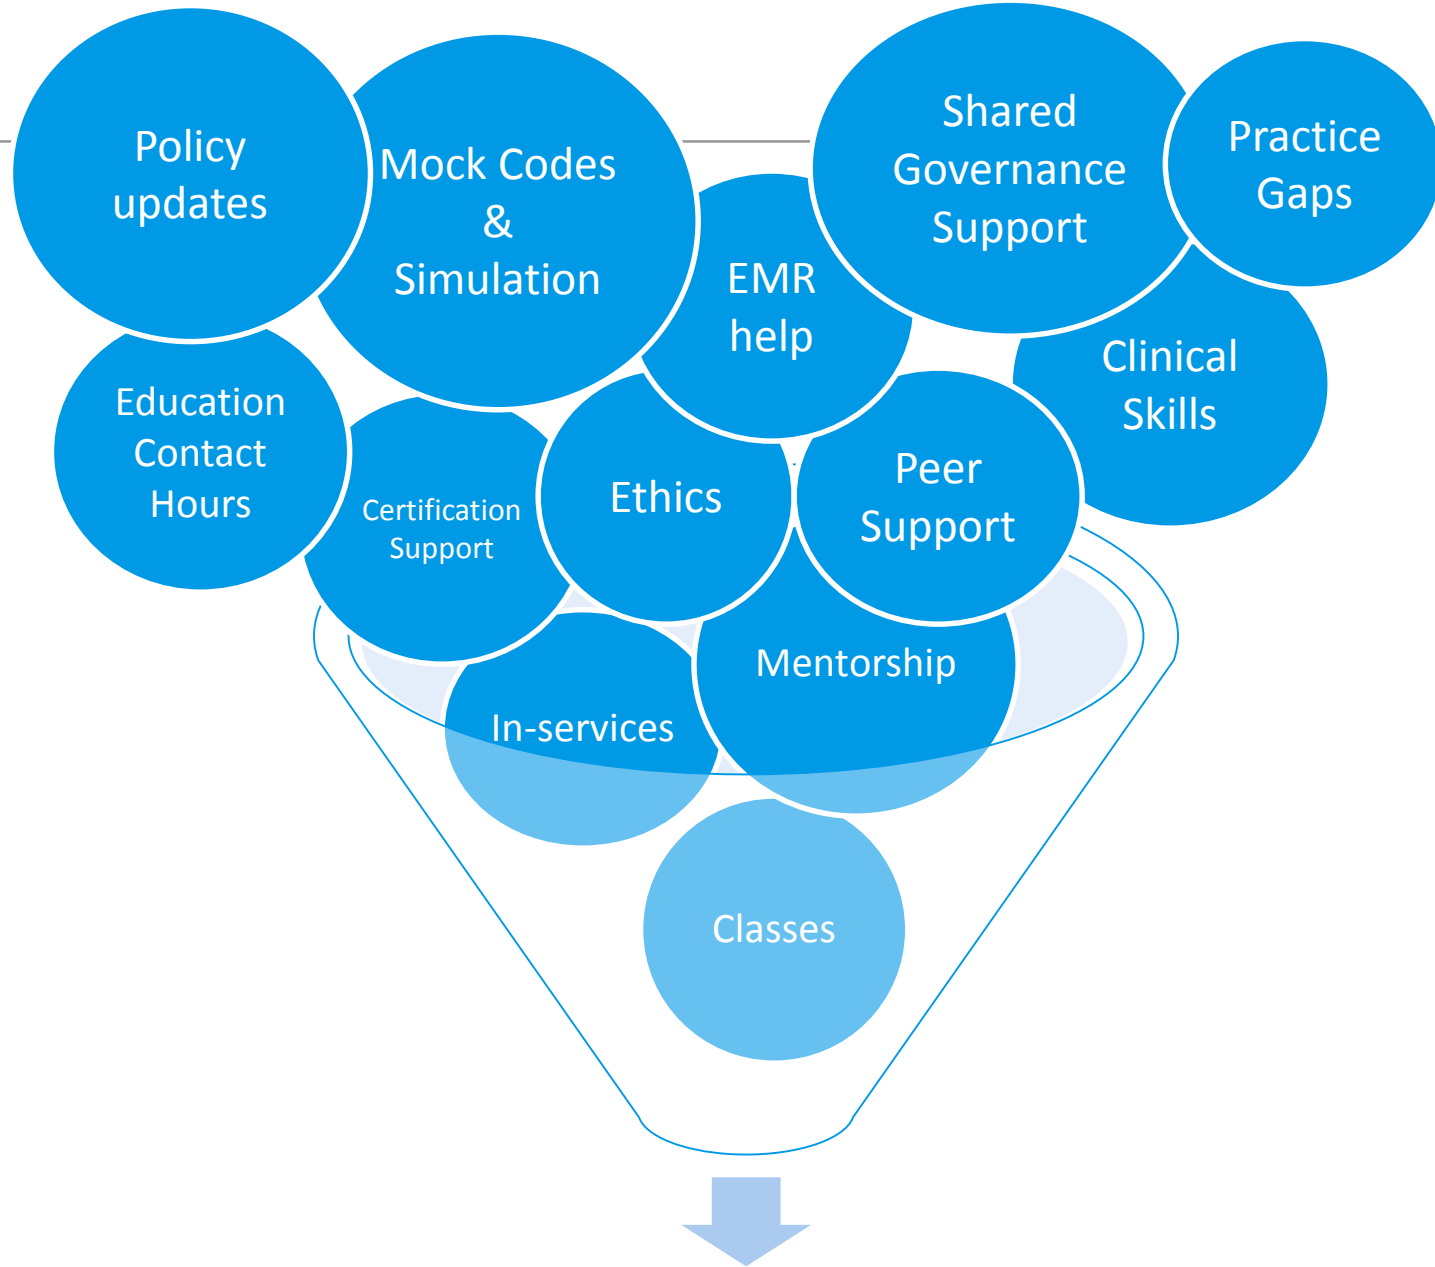 Policy
updates
Mock Codes
&
Simulation
Shared
Governance
Support
Practice
Gaps
EMR
help
Clinical
Skills
Education
Contact
Hours
Certification
Support
Ethics
Peer
Support
In-services
Mentorship
Classes